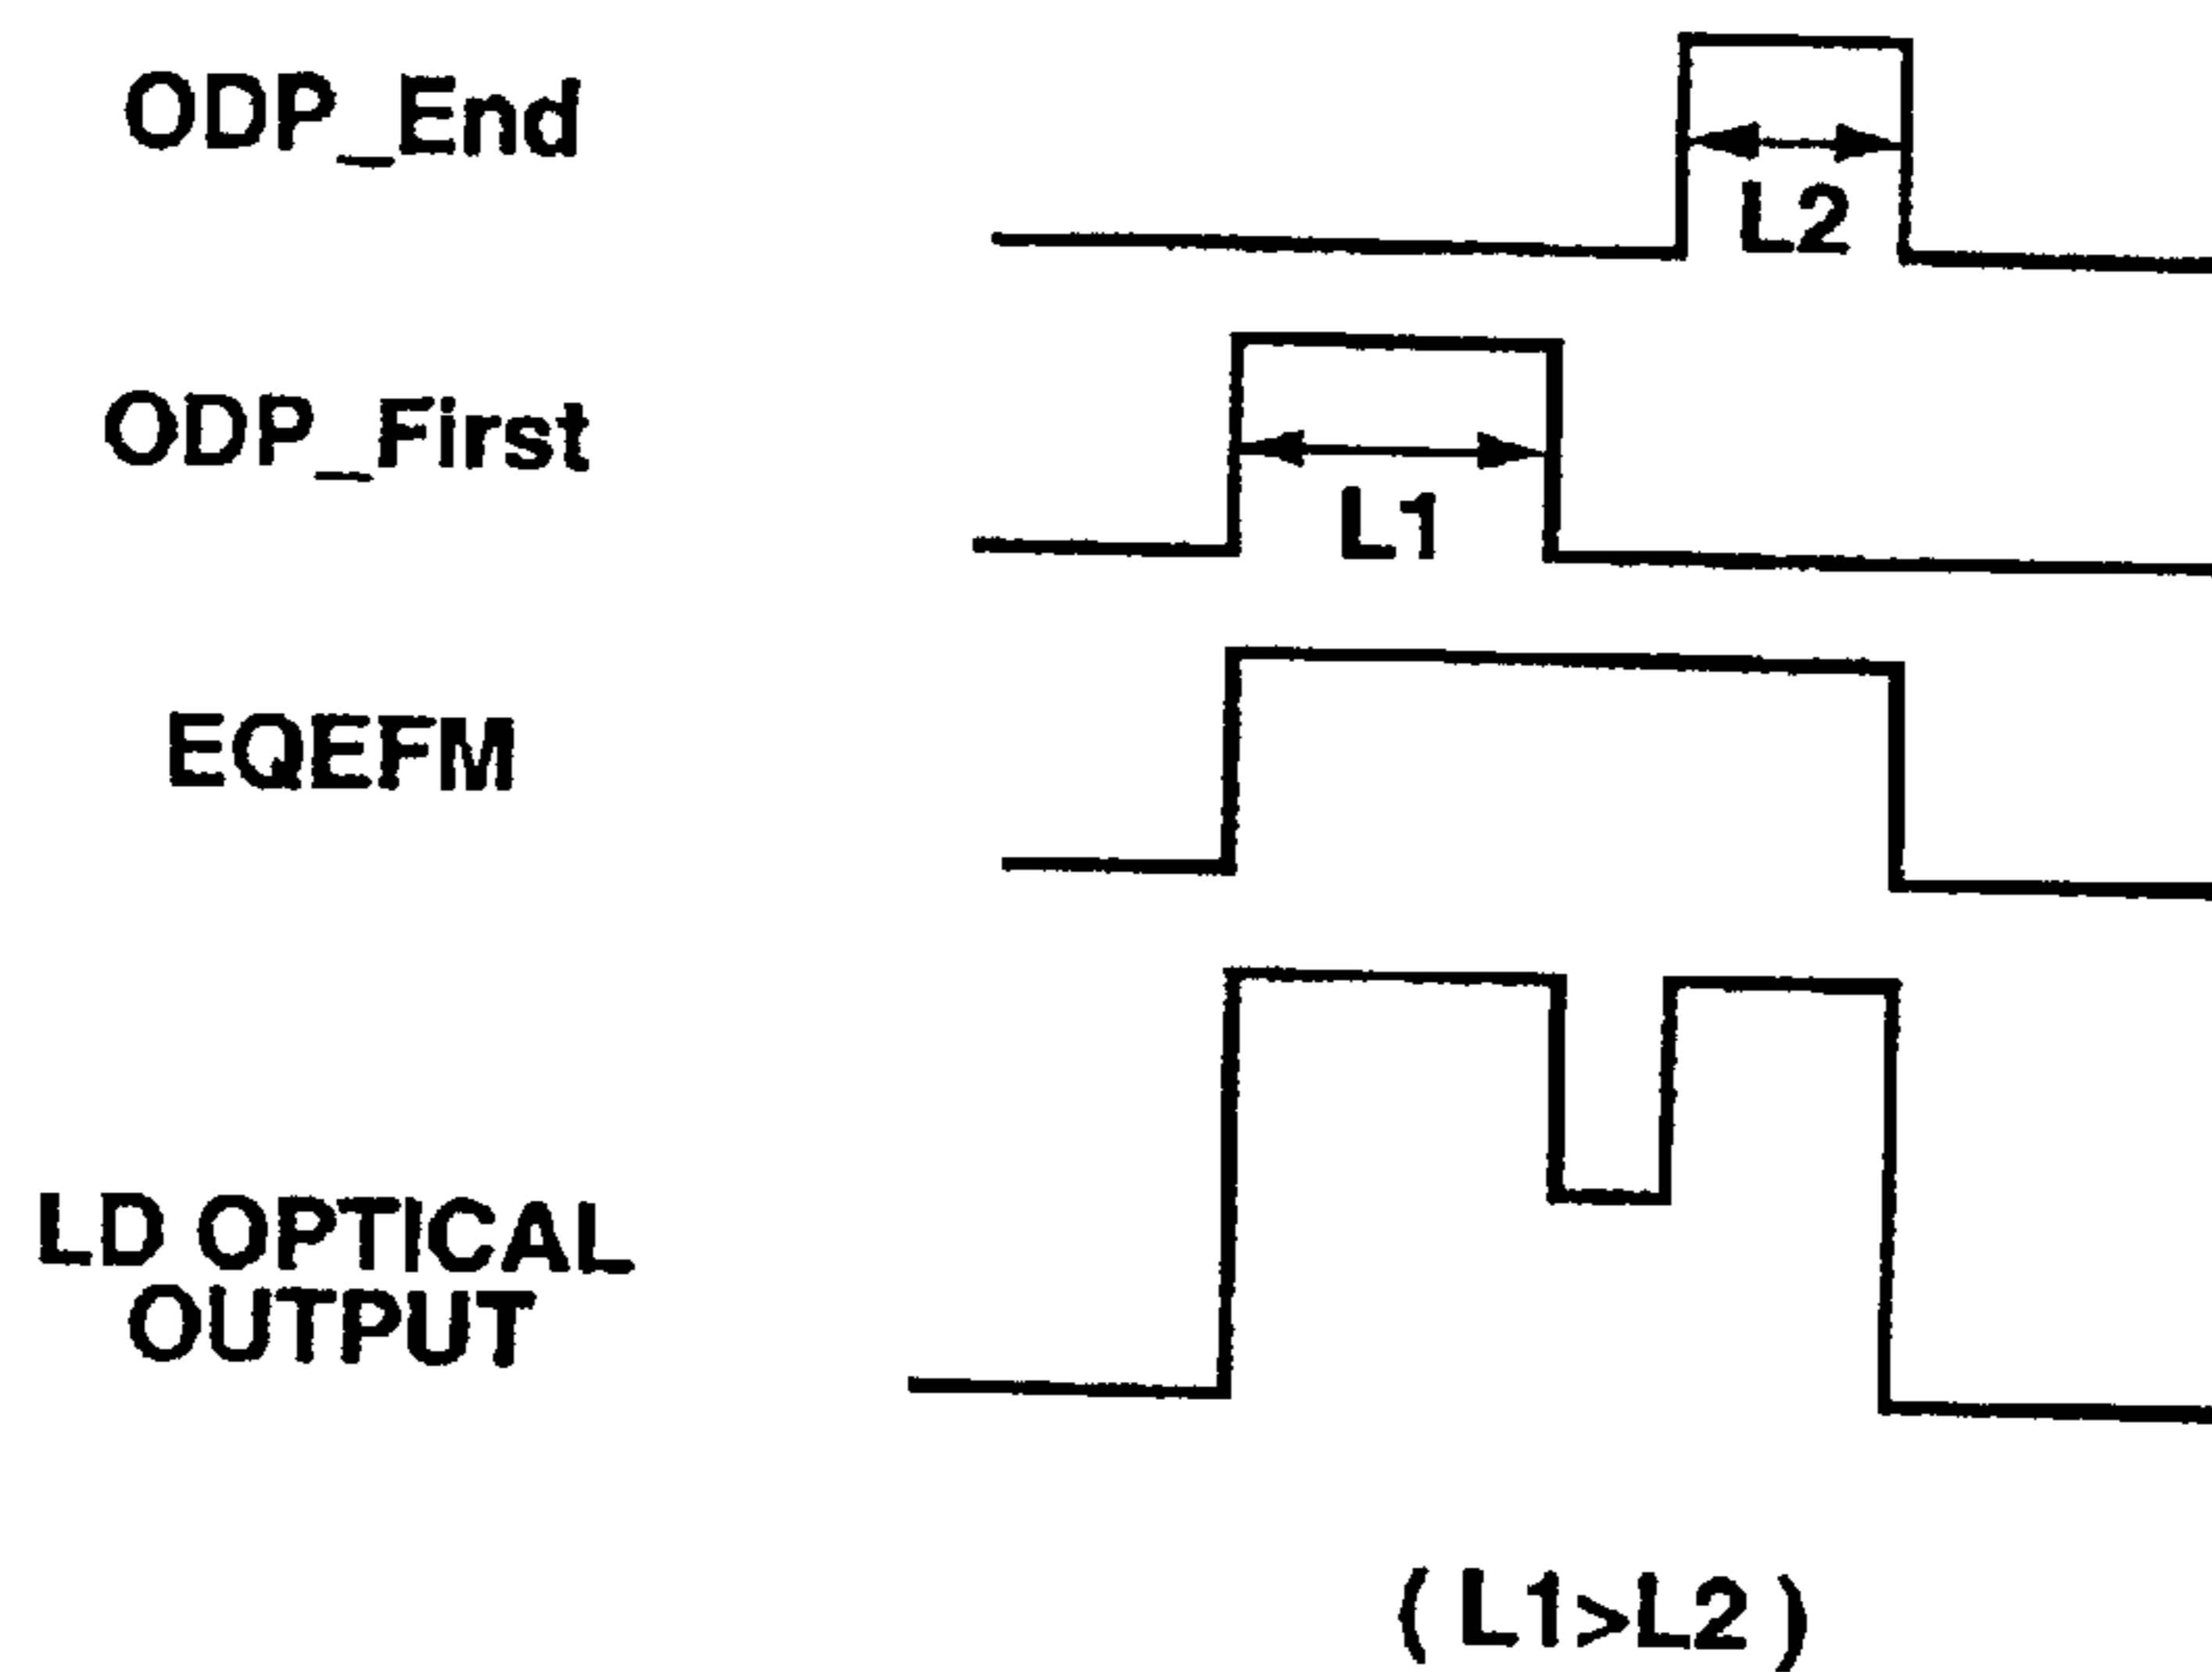 ODP_End
L2
ODP_First
L1
EQEFM
LD OPTICAL
OUTPUT
( L1>L2 )